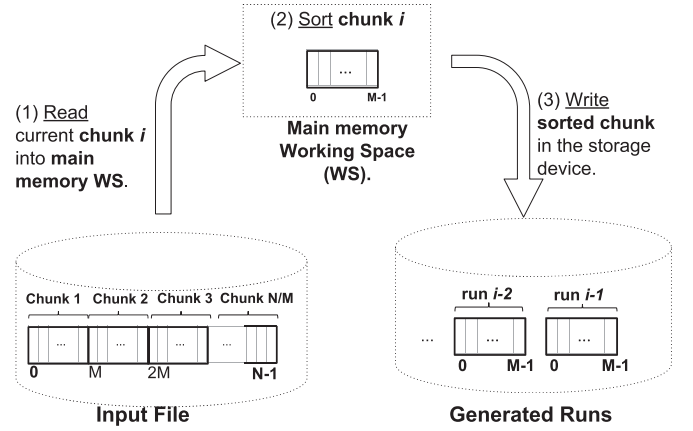 (2) Sort chunk i
...
0 M-1
Main memory
Working Space
(WS).
(1) Read
current chunk i
into main
memory WS.
(3) Write
sorted chunk
in the storage
device.
Chunk 1 Chunk 2 Chunk 3 Chunk N/M
... ... ... ...
0 M 2M N-1
Input File
run i-2 run i-1
... ... ...
0 M-1 0 M-1
Generated Runs